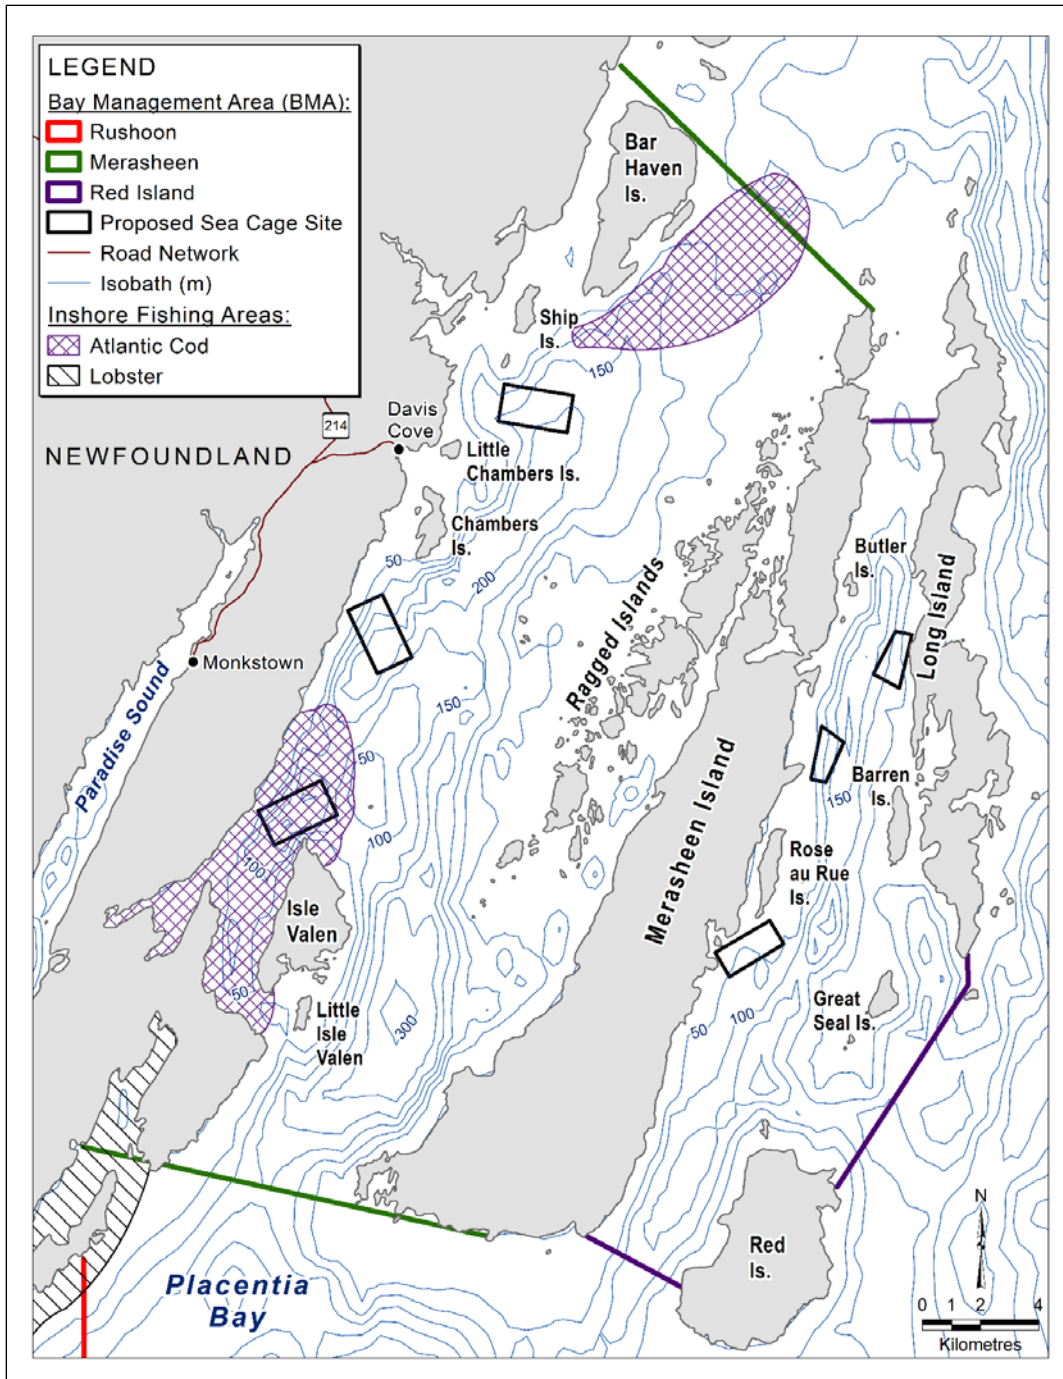 LEGEND
Bay Management Area (BMA):
Rushoon
Merasheen
Red Island
Proposed Sea Cage Site
Road Network
Isobath (m)
Inshore Fishing Areas:
Atlantic Cod
Lobster
Bar
Haven
Is.
Ship
Is.
150
Davis
Cove
214
NEWFOUNDLAND
Little
Chambers Is.
Chambers
Is.
50
200
Butler
Is.
Long Island
Ragged Islands
Monkstown
Paradise Sound
150
50
Merasheen Island
Barren
Is.
150
100
100
Rose
au Rue
Is.
Isle
Valen
50
Little
Isle
Valen
300
50
100
Great
Seal Is.
Placentia
Bay
Red
Is.
N
0 1 2 4
Kilometres